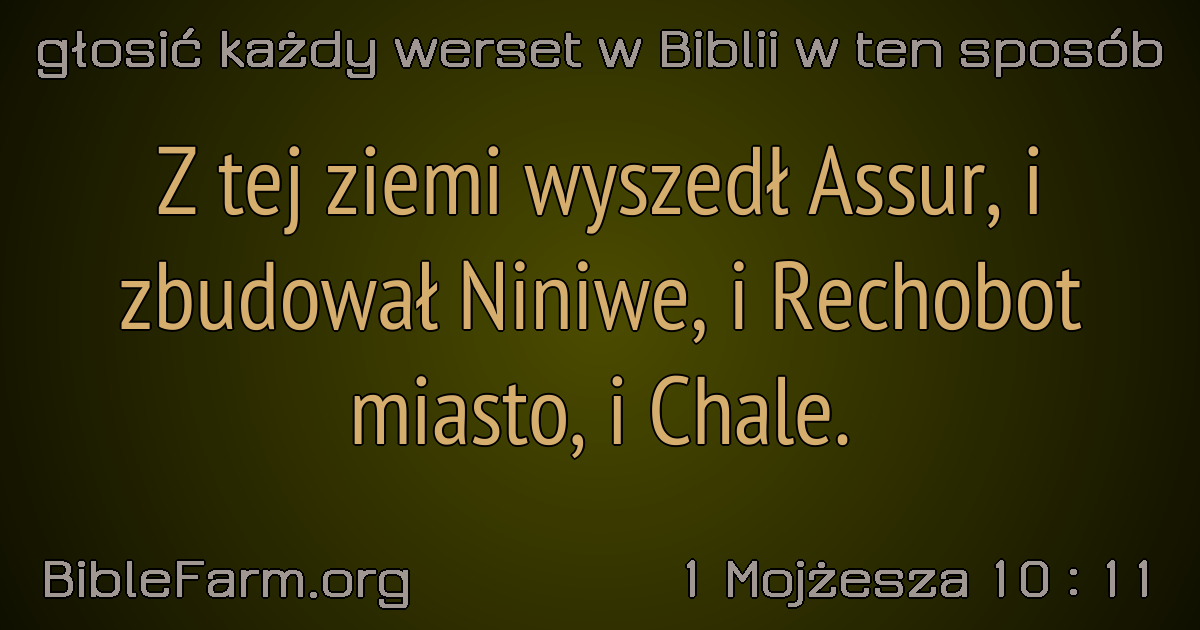 głosić każdy werset w Biblii w ten sposób
Z tej ziemi wyszedł Assur, i
zbudował Niniwe, i Rechobot
miasto, i Chale.
BibleFarm.org
1 Mojżesza 10 : 11